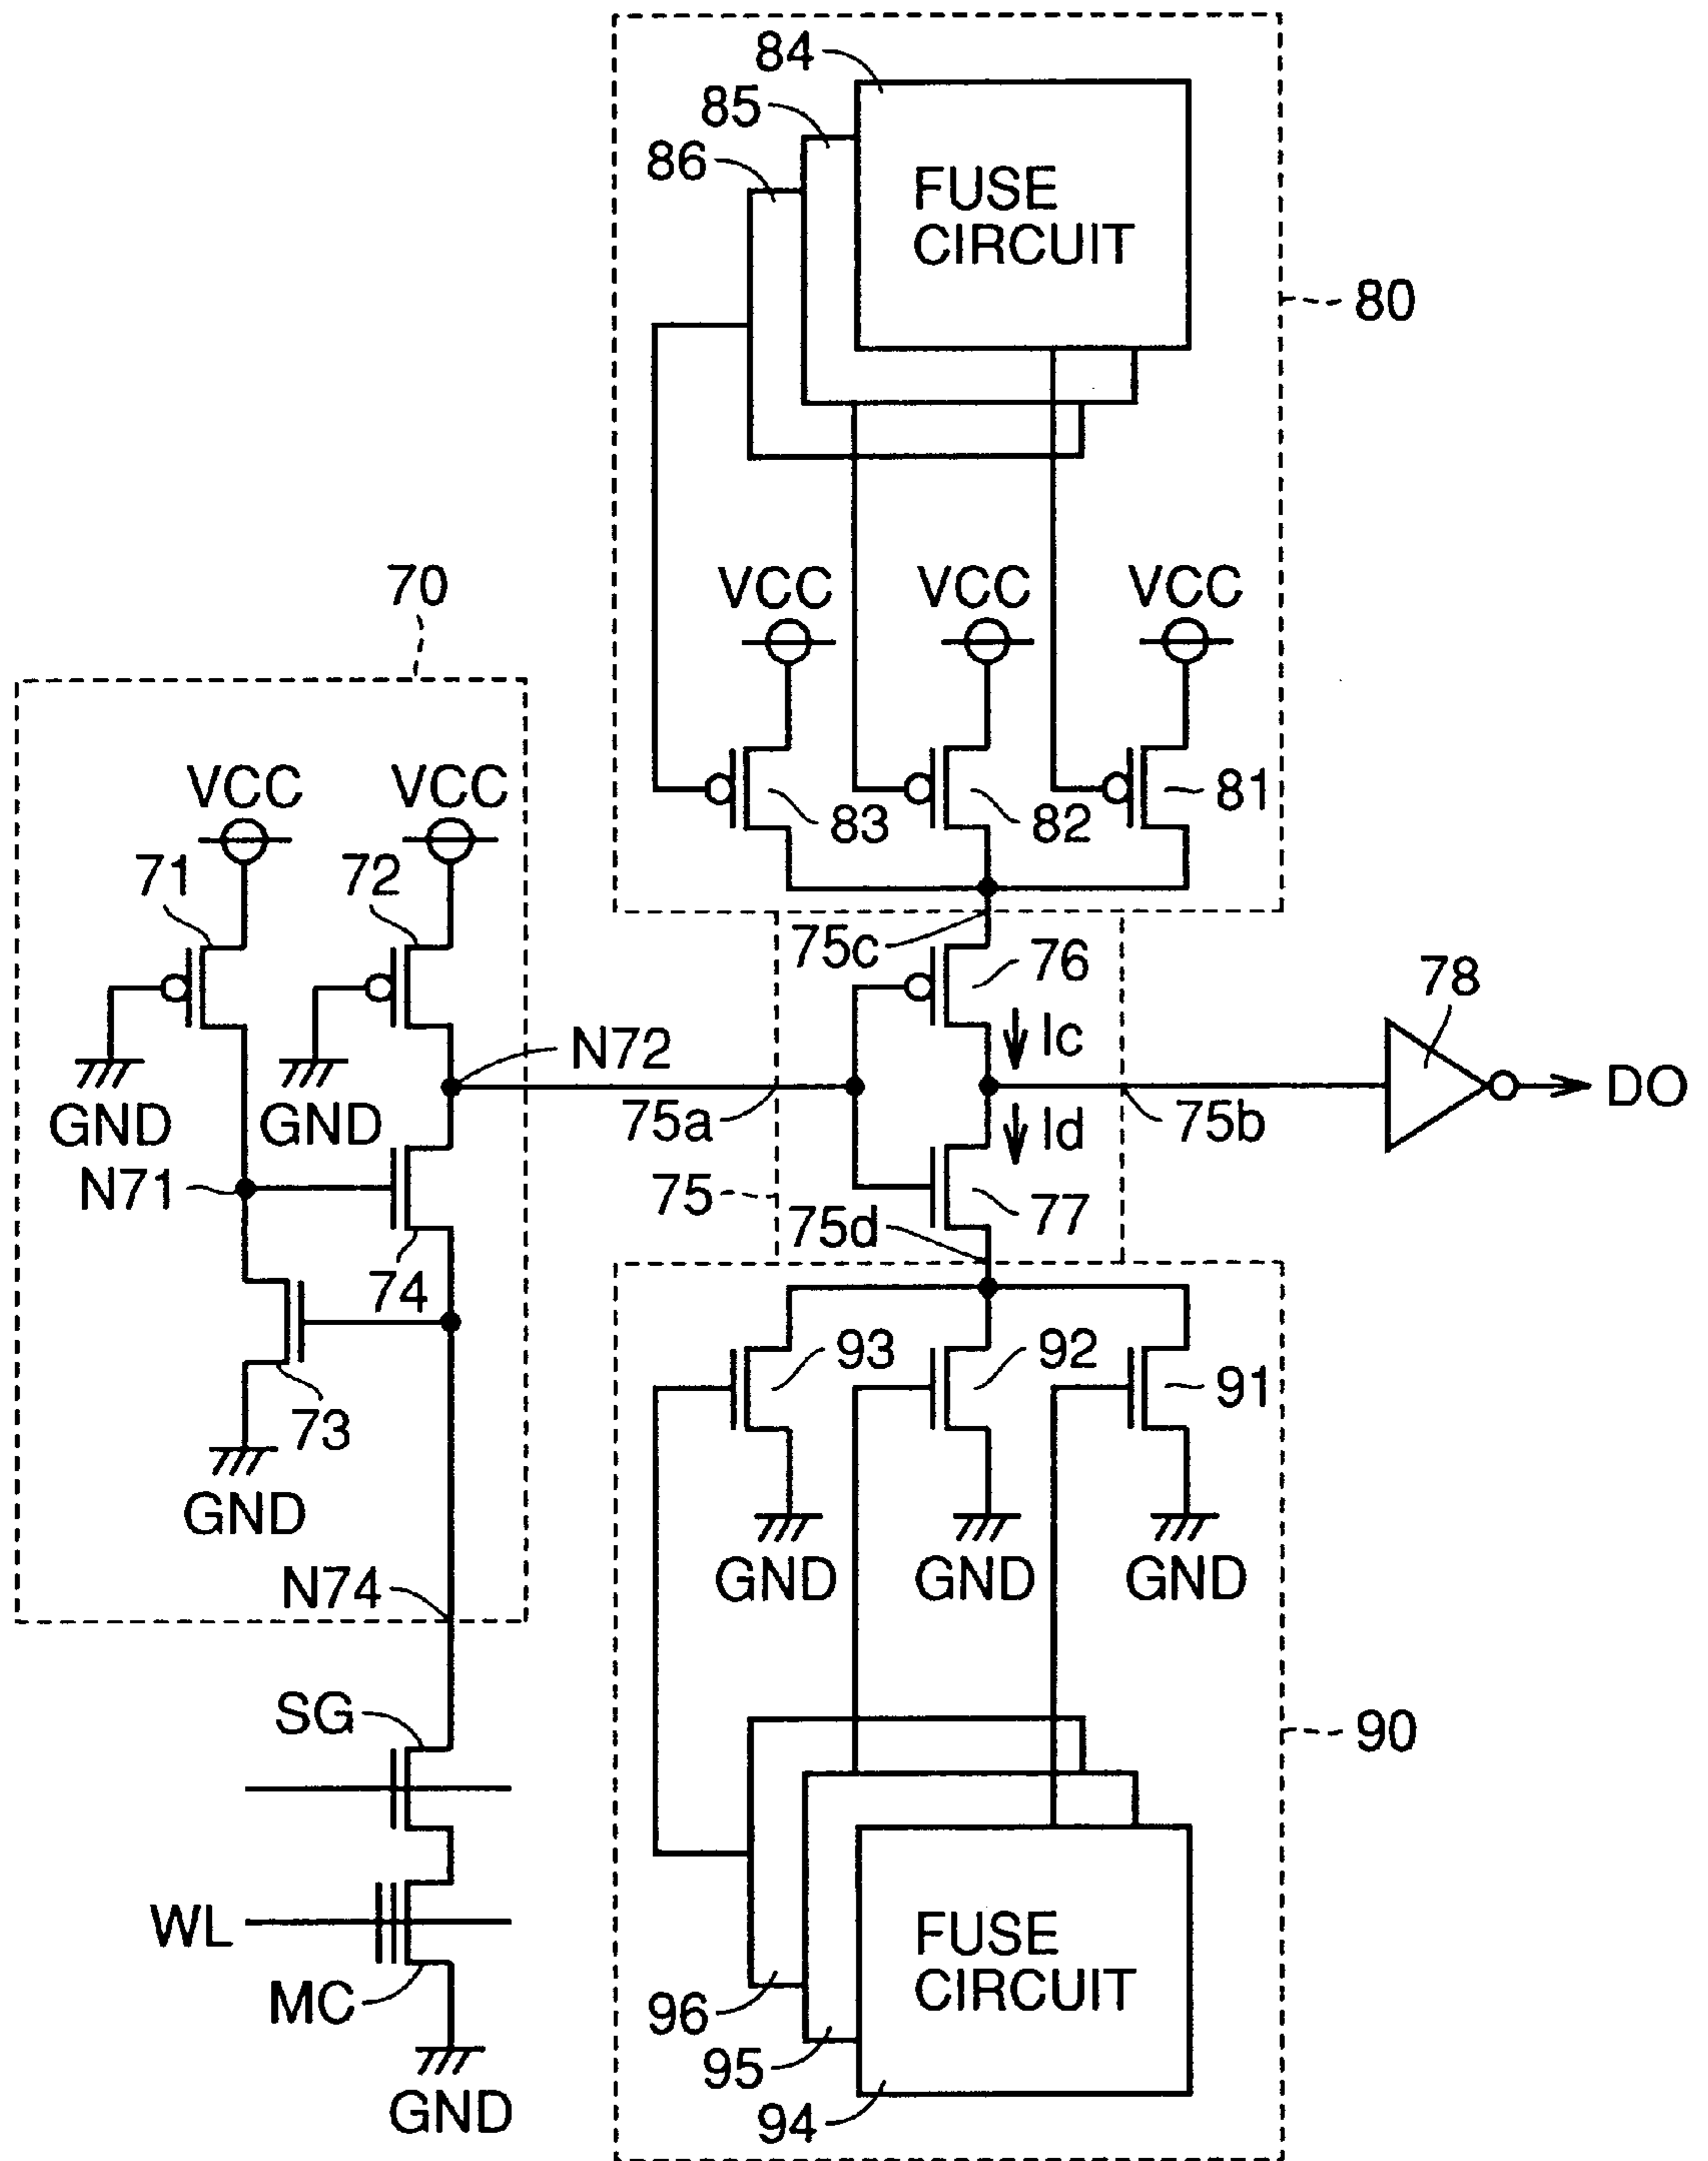 84
85
86
FUSE
CIRCUIT
80
VCC
VCC
VCC
70
83
82
81
VCC
VCC
71
72
75c
76
78
Ic
N72
DO
GND
GND
75a
Id
75b
N71
75
77
75d
74
93
92
91
73
GND
GND
GND
GND
N74
SG
90
WL
FUSE
CIRCUIT
MC
96
95
94
GND